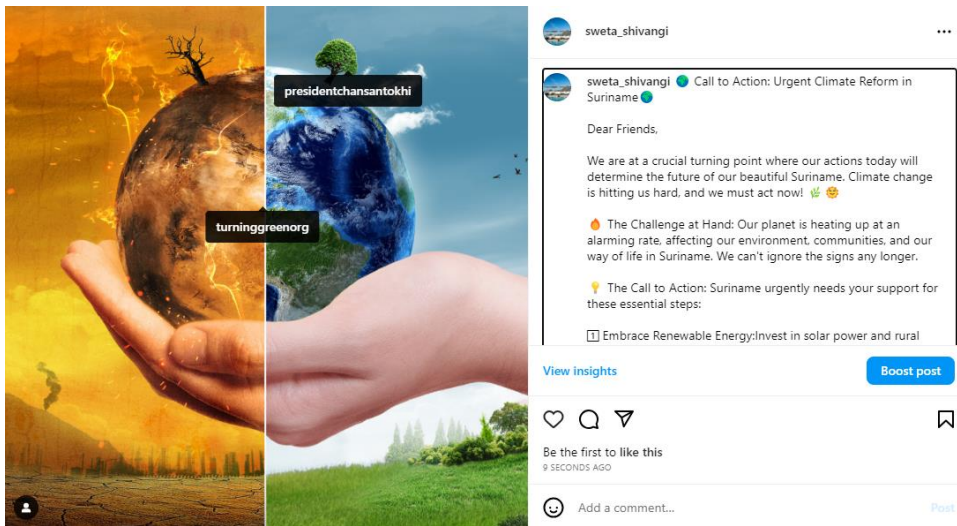 presidentchansantokhi
turninggreenorg
sweta_shivangi
sweta_shivangi 🌍 Call to Action: Urgent Climate Reform in
Suriname🌍
Dear Friends,
We are at a crucial turning point where our actions today will
determine the future of our beautiful Suriname. Climate change
is hitting us hard, and we must act now! 🌿 🌞
🔥 The Challenge at Hand: Our planet is heating up at an
alarming rate, affecting our environment, communities, and our
way of life in Suriname. We can't ignore the signs any longer.
💡 The Call to Action: Suriname urgently needs your support for
these essential steps:
1️⃣ Embrace Renewable Energy:Invest in solar power and rural
View insights
Boost post
Be the first to like this
9 SECONDS AGO
Add a comment...
Post